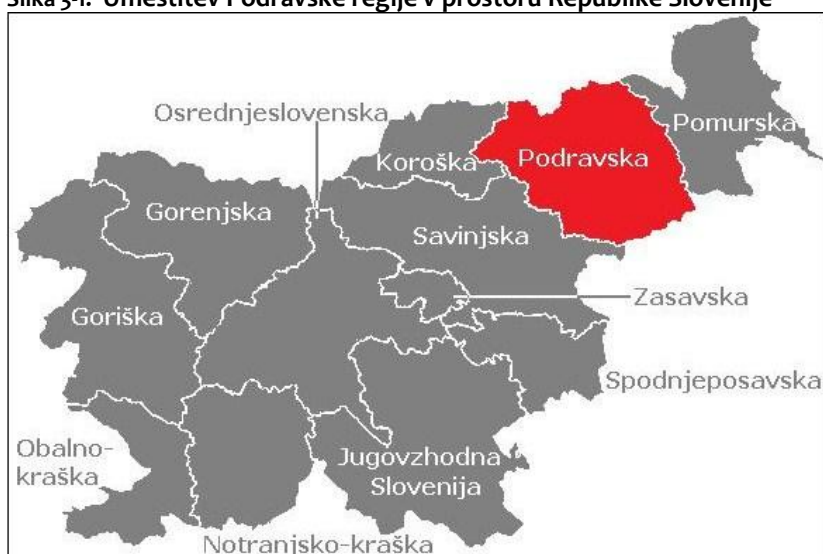 Slika 5-1: Umestitev Podravske regije v prostoru Republike Slovenije
Osrednjeslovenska
Pomurska
Koroška
Podravska
Gorenjska
Savinjska
Goriška
Zasavska
Spodnjeposavska
Obalno-
kraška
Jugovzhodna
Slovenija
Notranjsko-kraška